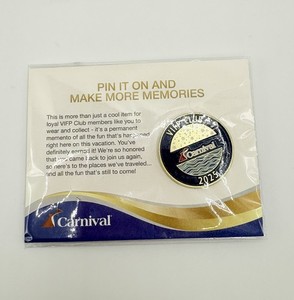 PIN IT ON AND
MAKE MORE MEMORIES
This is more than just a cool item for
loyal VIFP Club members like you to
wear and collect - it's a permanent
memento of all the fun that's happened
right here on this vacation. You've
definitely earned it! We're so honored
that you came back to join us again,
so here's to the places we've traveled...
and all the fun that's still to come!
VIFP CLUB
Carnival
2025
Carnival